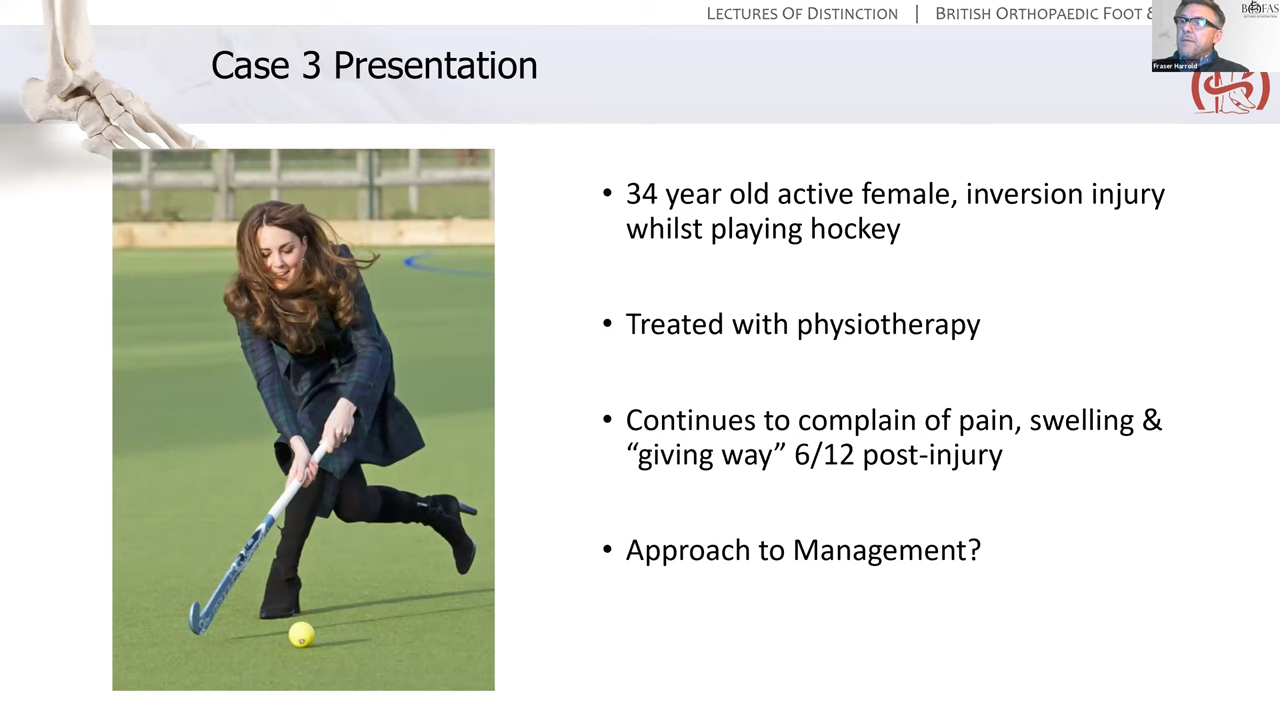 LECTURES OF DISTINCTION | BRITISH ORTHOPAEDIC FOOT &
BOFAS
Fraser Harrold
Case 3 Presentation
• 34 year old active female, inversion injury
whilst playing hockey
• Treated with physiotherapy
• Continues to complain of pain, swelling &
“giving way” 6/12 post-injury
• Approach to Management?